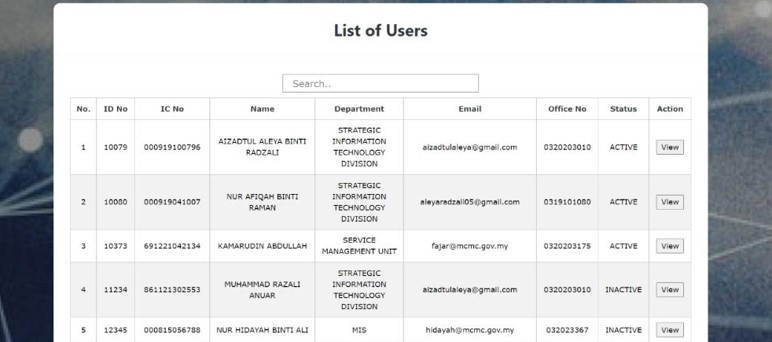 List of Users
Search..
No. ID No IC No Name Department Email Office No Status Action
1 10079 000919100796 AIZADTUL ALEYA BINTI RADZALI STRATEGIC INFORMATION TECHNOLOGY DIVISION aizadtulaleya@gmail.com 0320203010 ACTIVE View
2 10080 000919041007 NUR AFIQAH BINTI RAMAN STRATEGIC INFORMATION TECHNOLOGY DIVISION aleyaradzali05@gmail.com 0319101080 ACTIVE View
3 10373 691221042134 KAMARUDIN ABDULLAH SERVICE MANAGEMENT UNIT fajar@mcmc.gov.my 0320203175 ACTIVE View
4 11234 861121302553 MUHAMMAD RAZALI ANUAR STRATEGIC INFORMATION TECHNOLOGY DIVISION aizadtulaleya@gmail.com 0320203010 INACTIVE View
5 12345 000815056788 NUR HIDAYAH BINTI ALI MIS hidayah@mcmc.gov.my 032023367 INACTIVE View